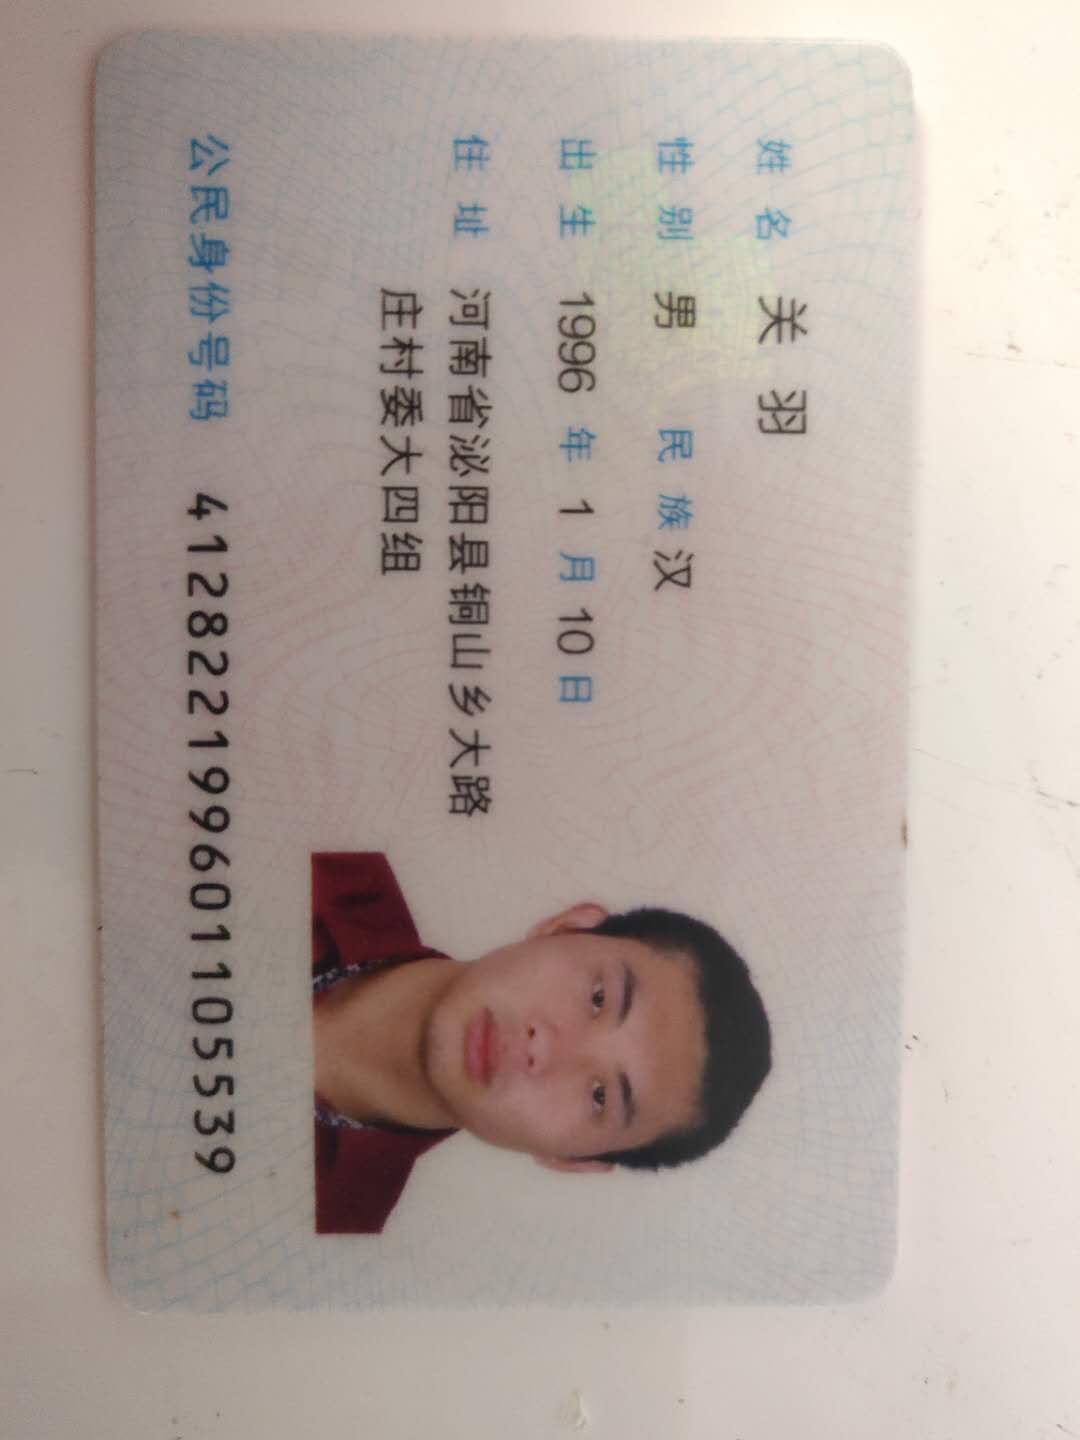 姓名 关羽
性别 男 民族 汉
出生 1996 年 1 月 10 日
住址 河南省泌阳县铜山乡大路
庄村委大四组
公民身份号码 412822199601105539